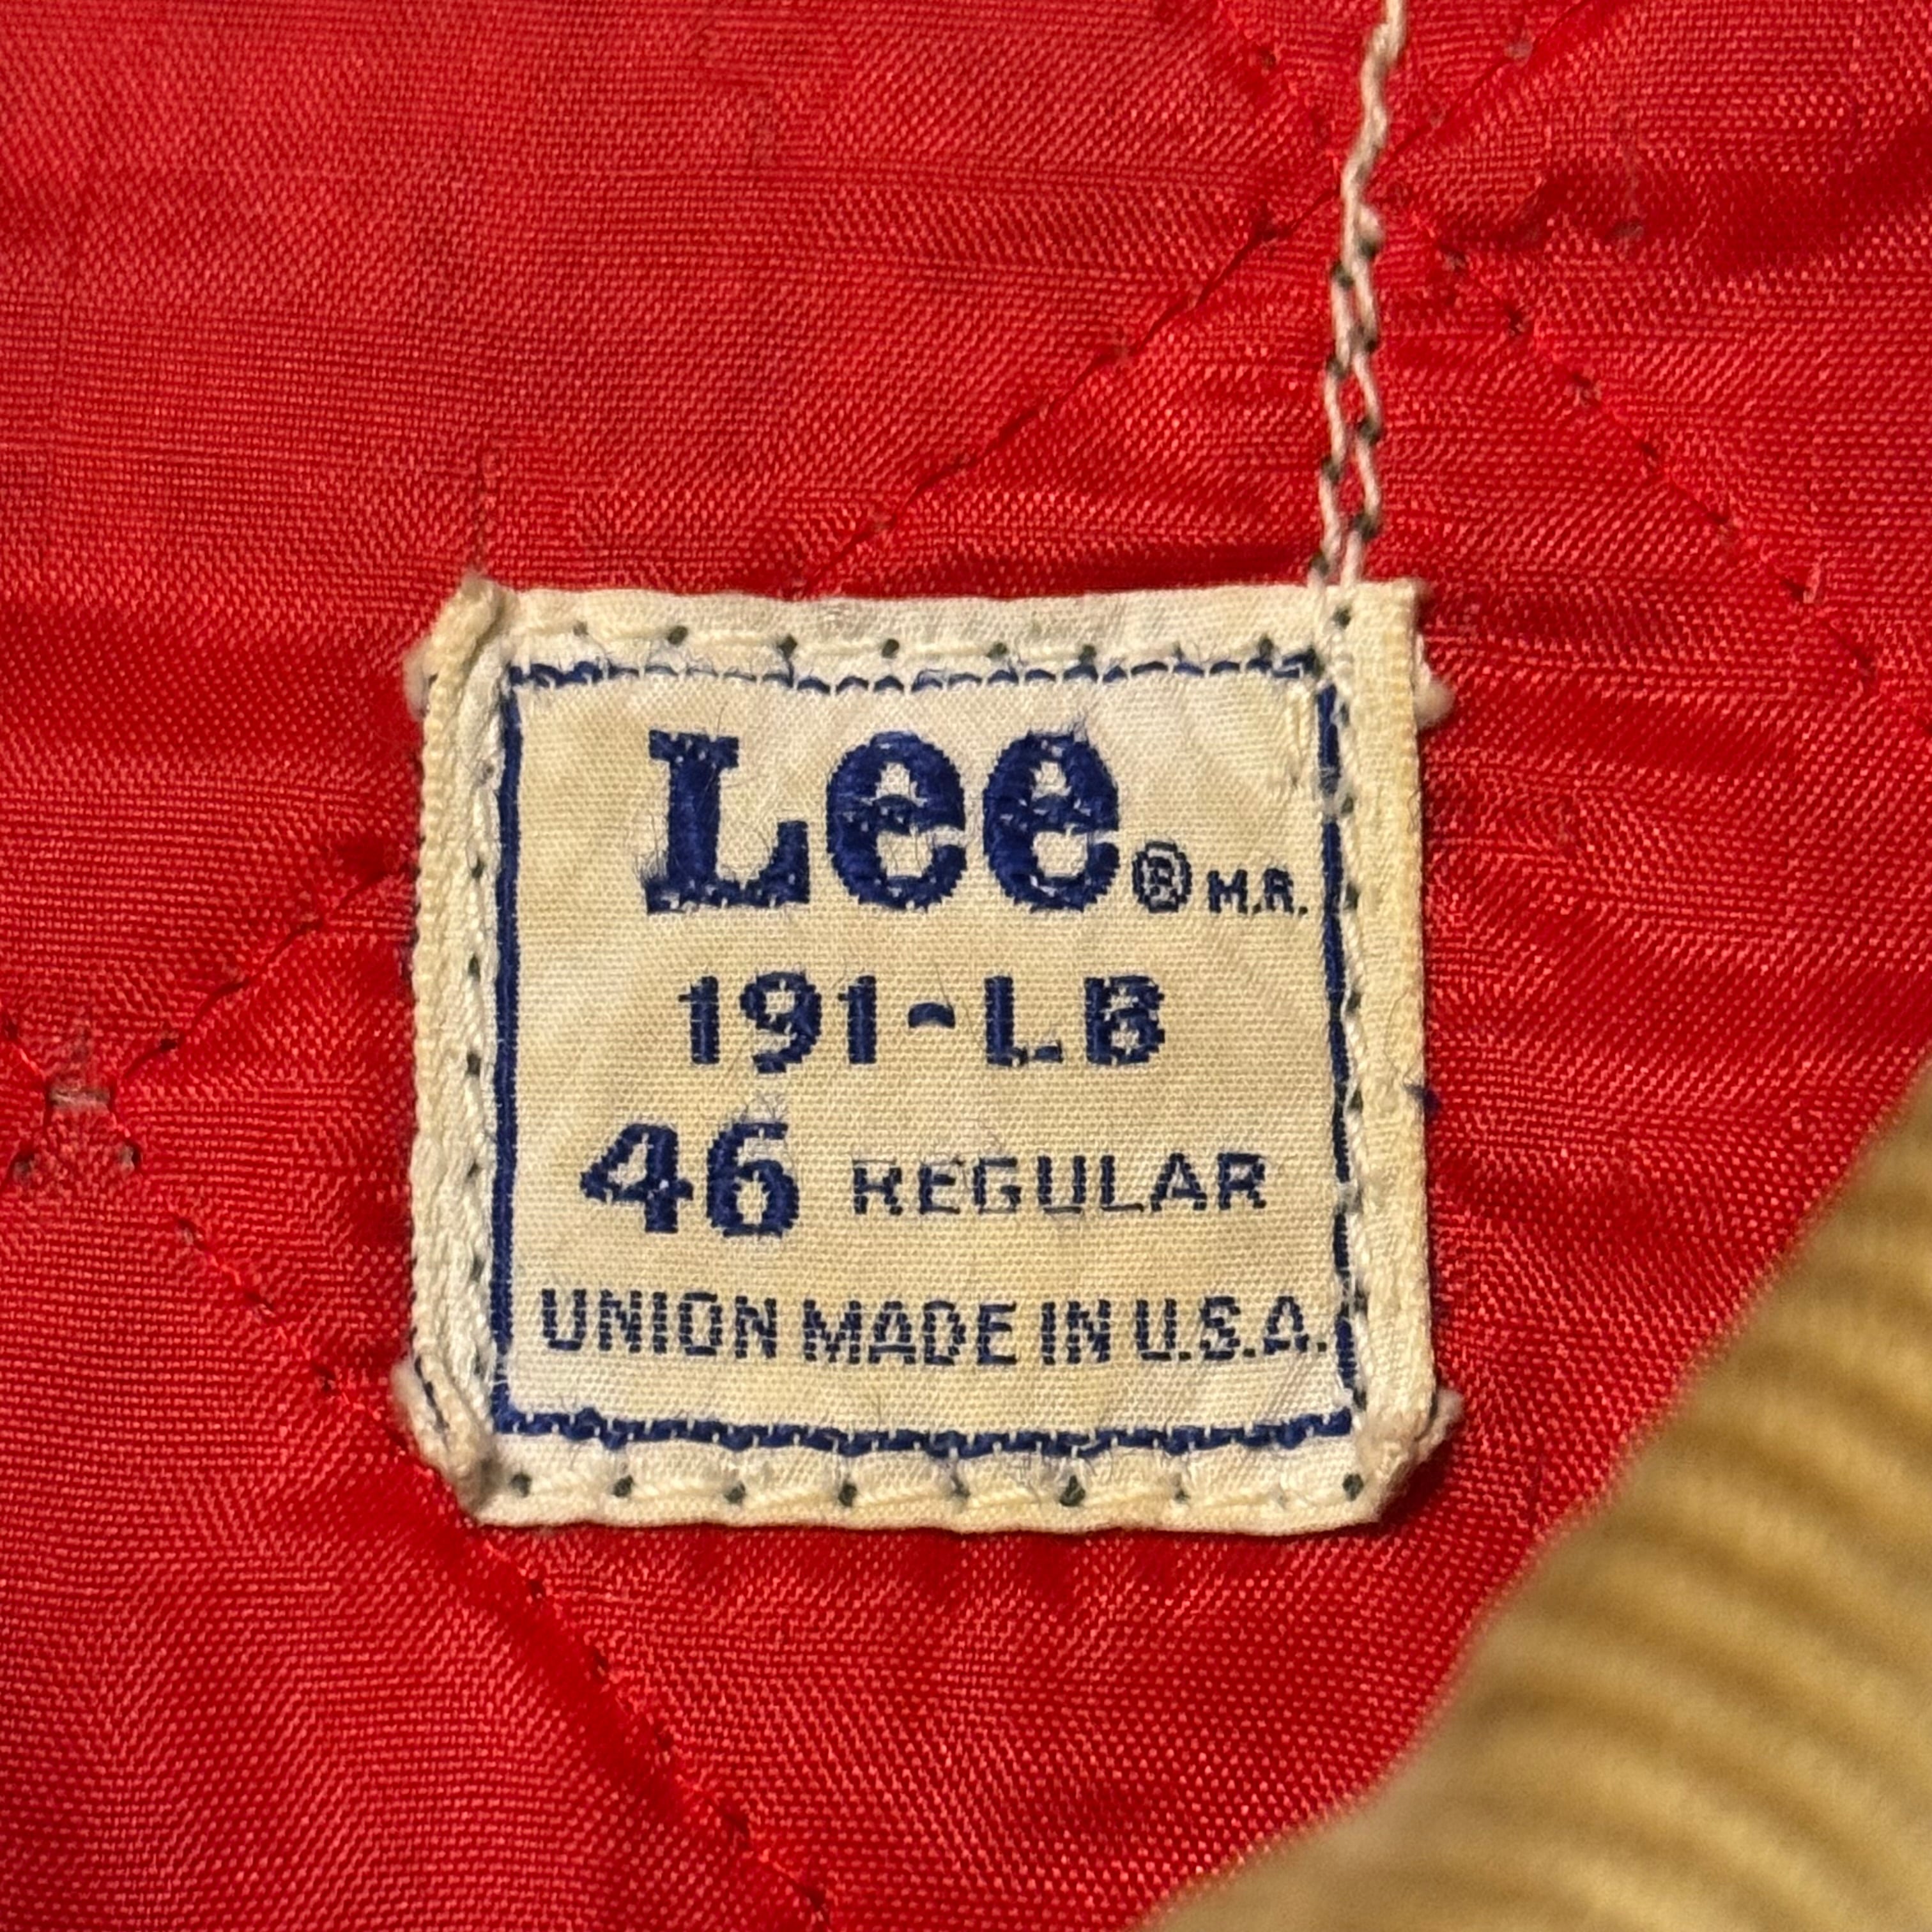 Lee® M.R.
191-LB
46 REGULAR
UNION MADE IN U.S.A.